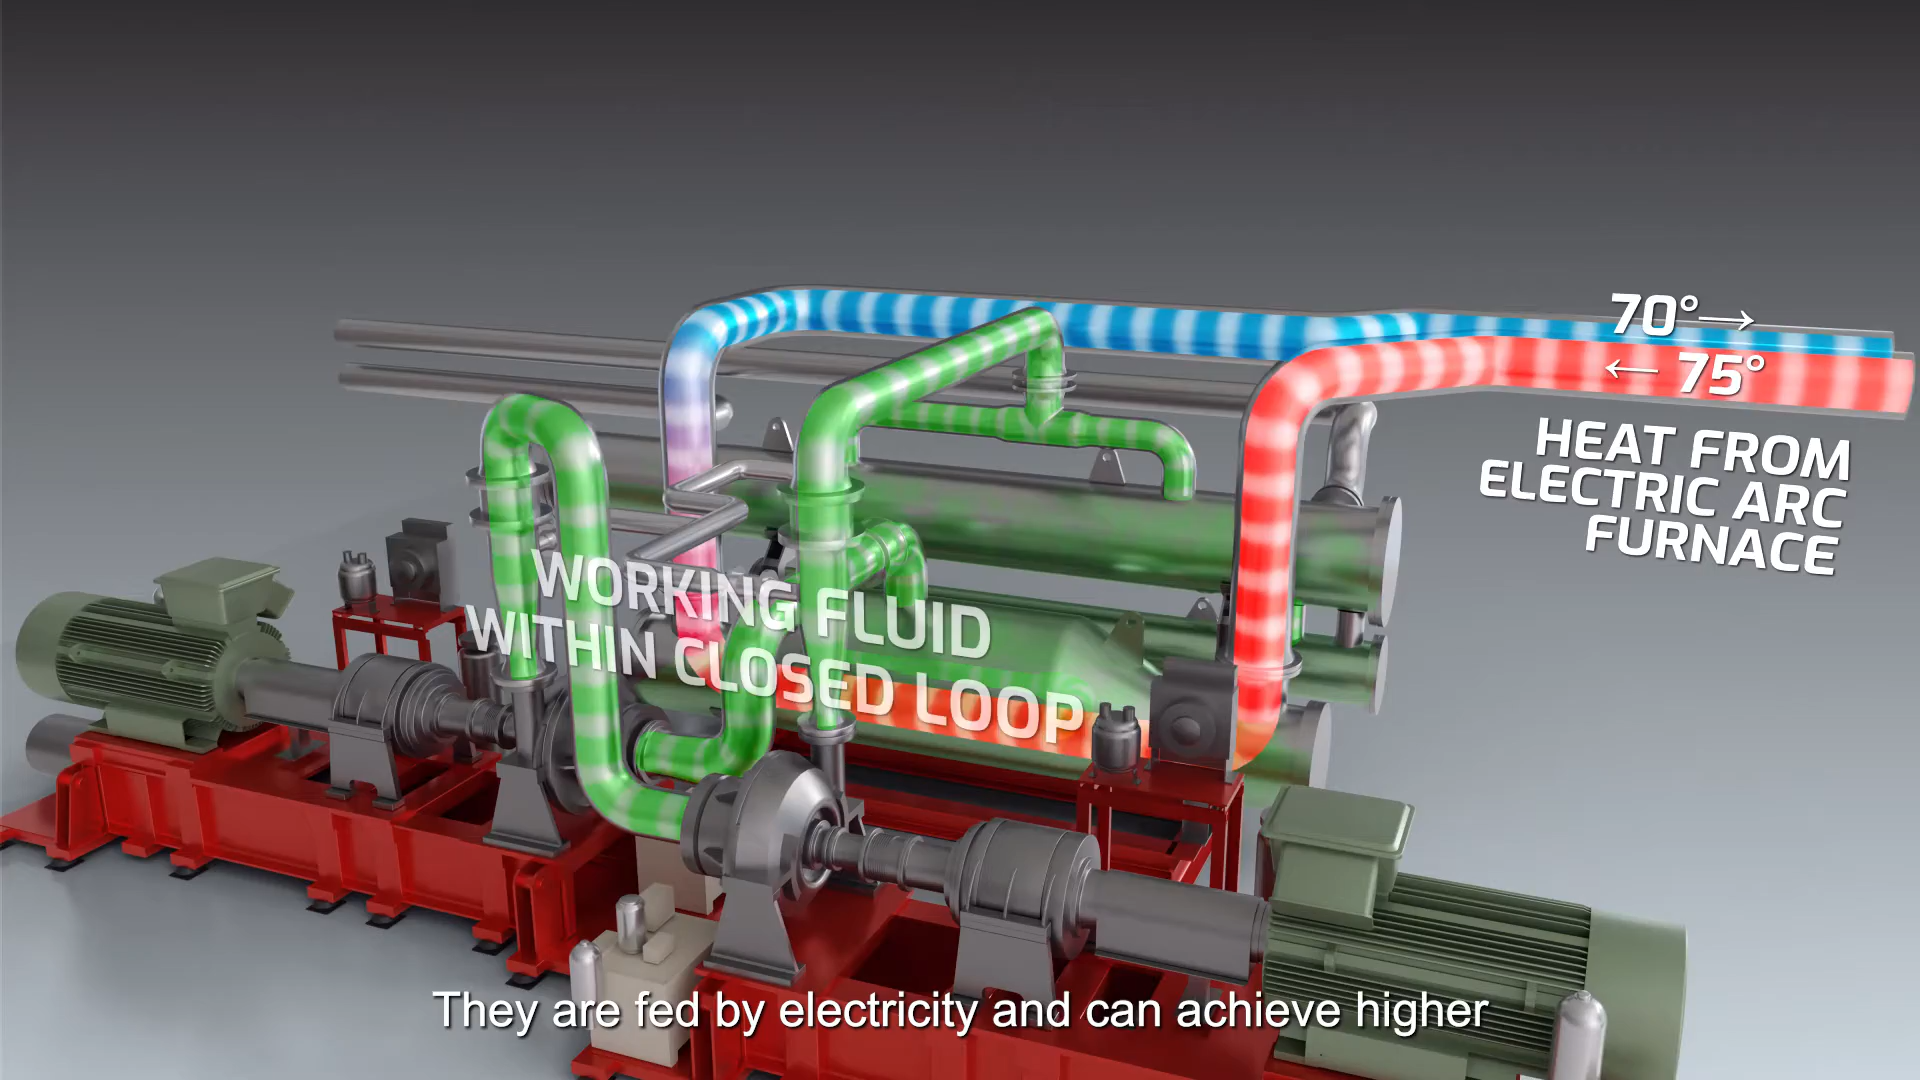 70°→
← 75°
HEAT FROM
ELECTRIC ARC
FURNACE
WORKING FLUID
WITHIN CLOSED LOOP
They are fed by electricity and can achieve higher